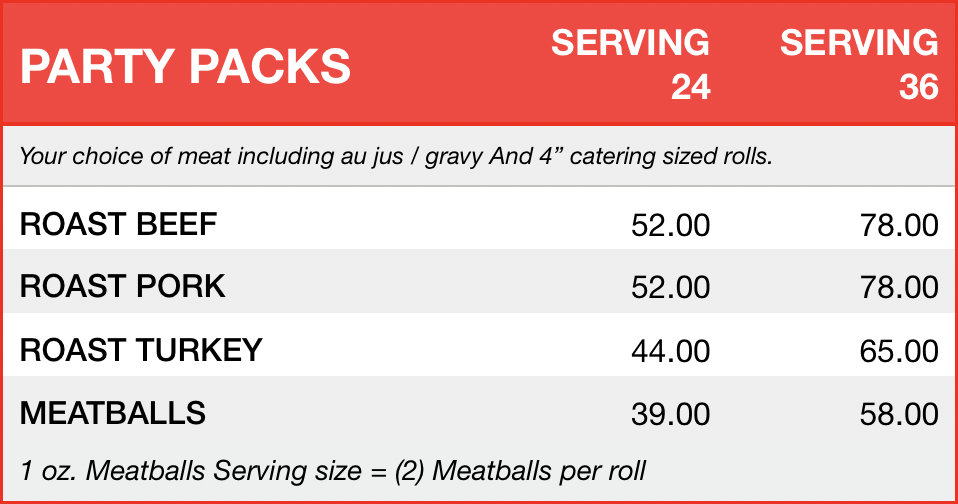 PARTY PACKS SERVING 24 SERVING 36
Your choice of meat including au jus / gravy And 4” catering sized rolls.
ROAST BEEF 52.00 78.00
ROAST PORK 52.00 78.00
ROAST TURKEY 44.00 65.00
MEATBALLS 39.00 58.00
1 oz. Meatballs Serving size = (2) Meatballs per roll